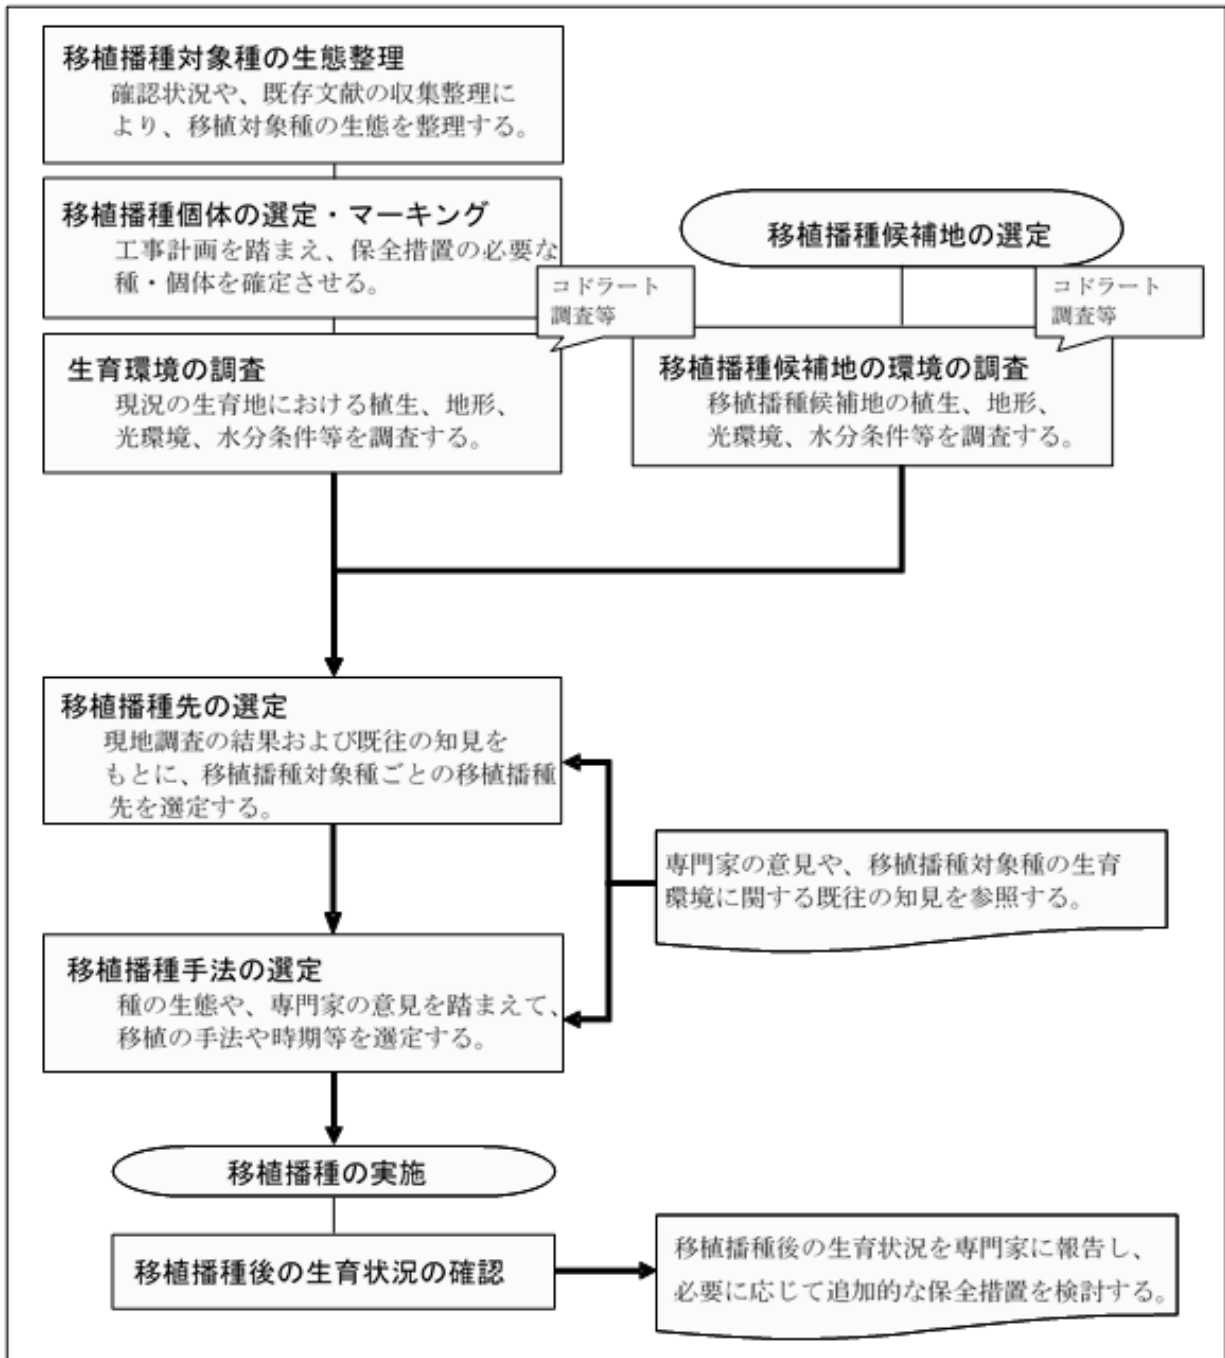 移植播種対象種の生態整理
確認状況や、既存文献の収集整理に
より、移植対象種の生態を整理する。
移植播種個体の選定・マーキング
工事計画を踏まえ、保全措置の必要な
種・個体を確定させる。
コドラート
調査等
生育環境の調査
現況の生育地における植生、地形、
光環境、水分条件等を調査する。
移植播種候補地の選定
コドラート
調査等
移植播種候補地の環境の調査
移植播種候補地の植生、地形、
光環境、水分条件等を調査する。
移植播種先の選定
現地調査の結果および既往の知見を
もとに、移植播種対象種ごとの移植播種
先を選定する。
専門家の意見や、移植播種対象種の生育
環境に関する既往の知見を参照する。
移植播種手法の選定
種の生態や、専門家の意見を踏まえて、
移植の手法や時期等を選定する。
移植播種の実施
移植播種後の生育状況の確認
移植播種後の生育状況を専門家に報告し、
必要に応じて追加的な保全措置を検討する。